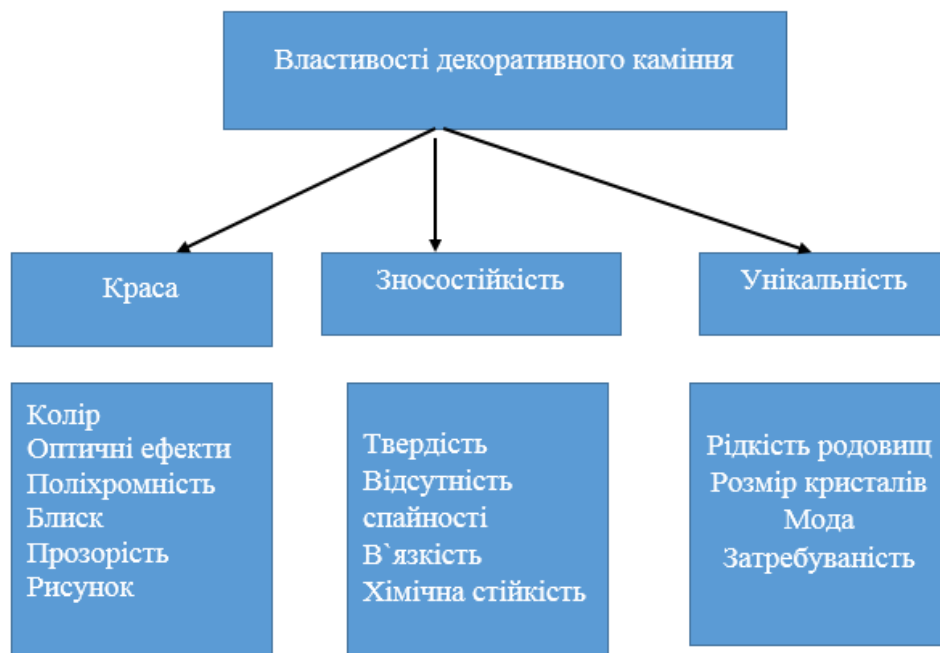 Властивості декоративного каміння
Краса
Зносостійкість
Унікальність
Колір
Оптичні ефекти
Поліхромність
Блиск
Прозорість
Рисунок
Твердість
Відсутність
спайності
В`язкість
Хімічна стійкість
Рідкість родовищ
Розмір кристалів
Мода
Затребуваність